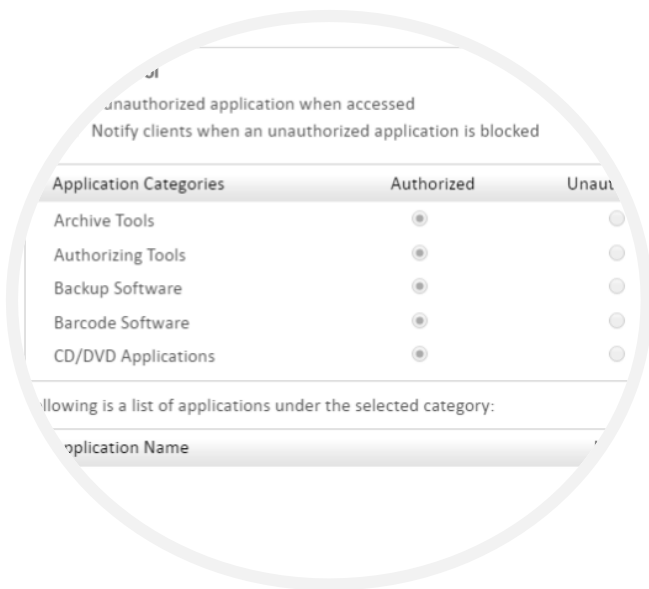 unauthorized application when accessed
Notify clients when an unauthorized application is blocked
Application Categories Authorized
Archive Tools
Authorizing Tools
Backup Software
Barcode Software
CD/DVD Applications
llowing is a list of applications under the selected category:
pplication Name